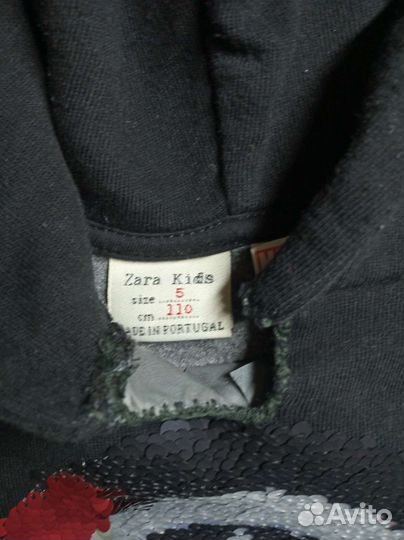 Zara Kids
size 5
cm 110
MADE IN PORTUGAL
Avito